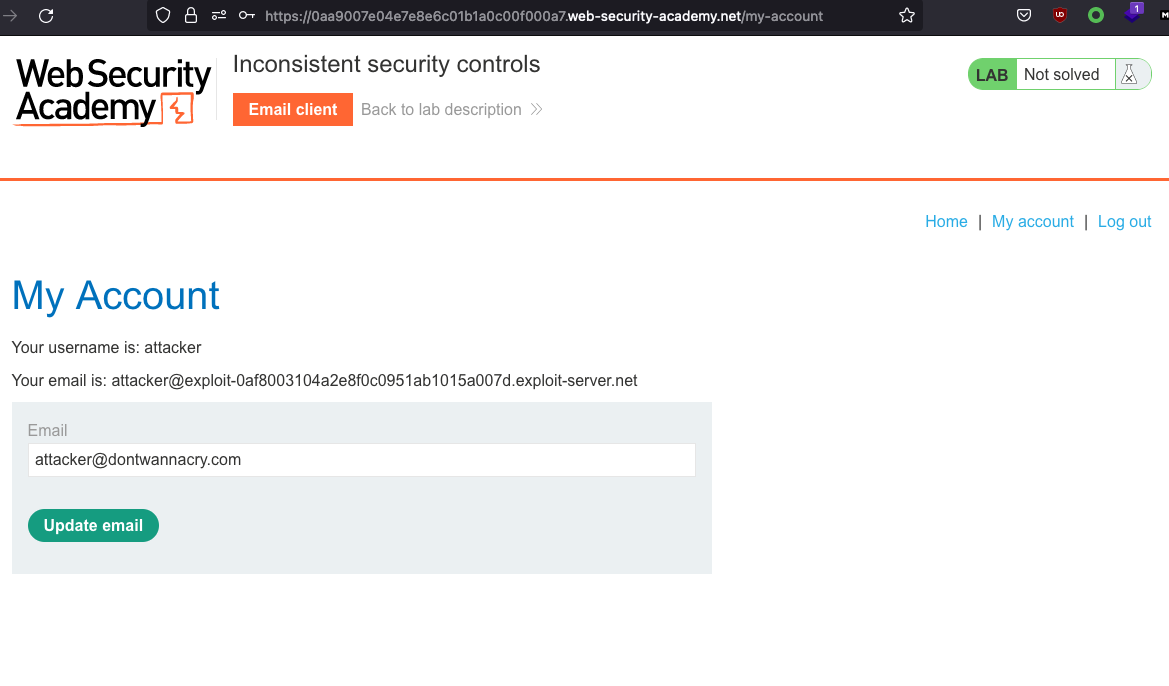 https://0aa9007e04e7e8e6c01b1a0c00f000a7.web-security-academy.net/my-account
1
Web Security
Academy
Inconsistent security controls
Email client
Back to lab description
LAB
Not solved
Home | My account | Log out
My Account
Your username is: attacker
Your email is: attacker@exploit-0af8003104a2e8f0c0951ab1015a007d.exploit-server.net
Email
attacker@dontwannacry.com
Update email